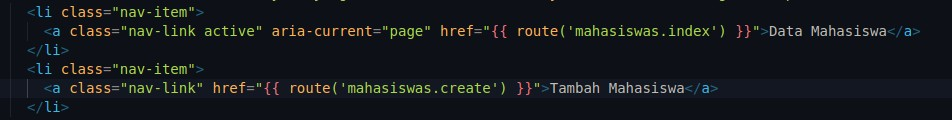 <li class="nav-item">
<a class="nav-link active" aria-current="page" href="{{ route('mahasiswas.index') }}">Data Mahasiswa</a>
</li>
<li class="nav-item">
<a class="nav-link" href="{{ route('mahasiswas.create') }}">Tambah Mahasiswa</a>
</li>